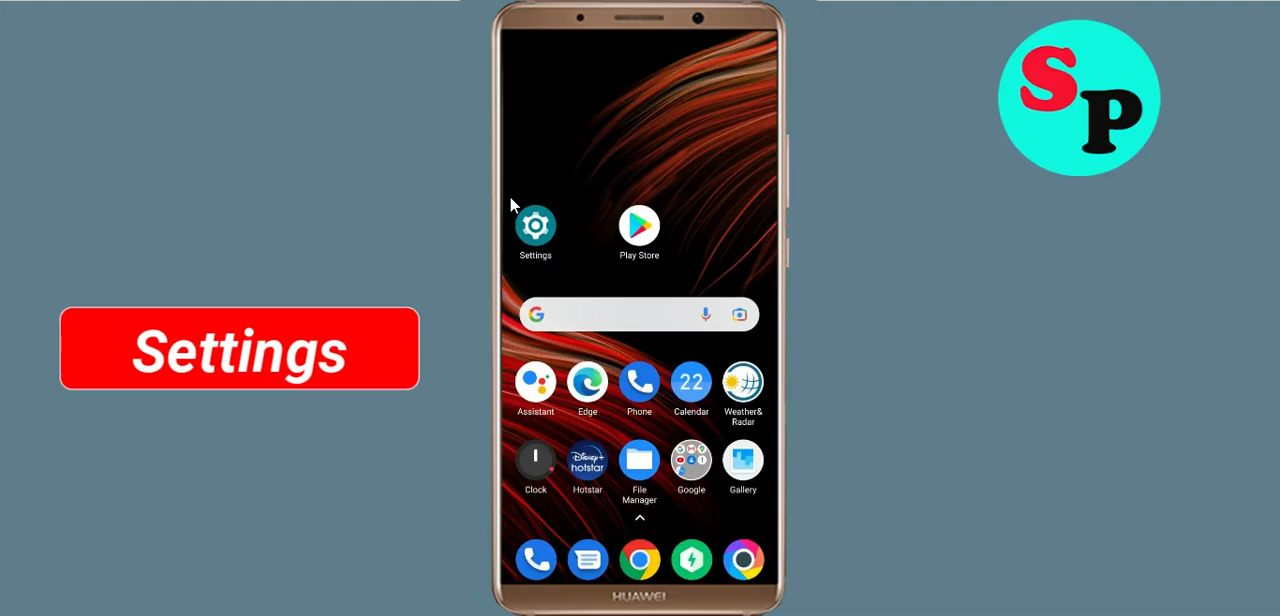 SP
Settings
Settings
Play Store
Assistant
Edge
Phone
22
Calendar
Weather&
Radar
Clock
Disney+
hotstar
Hotstar
File
Manager
Google
Gallery
HUAWEI